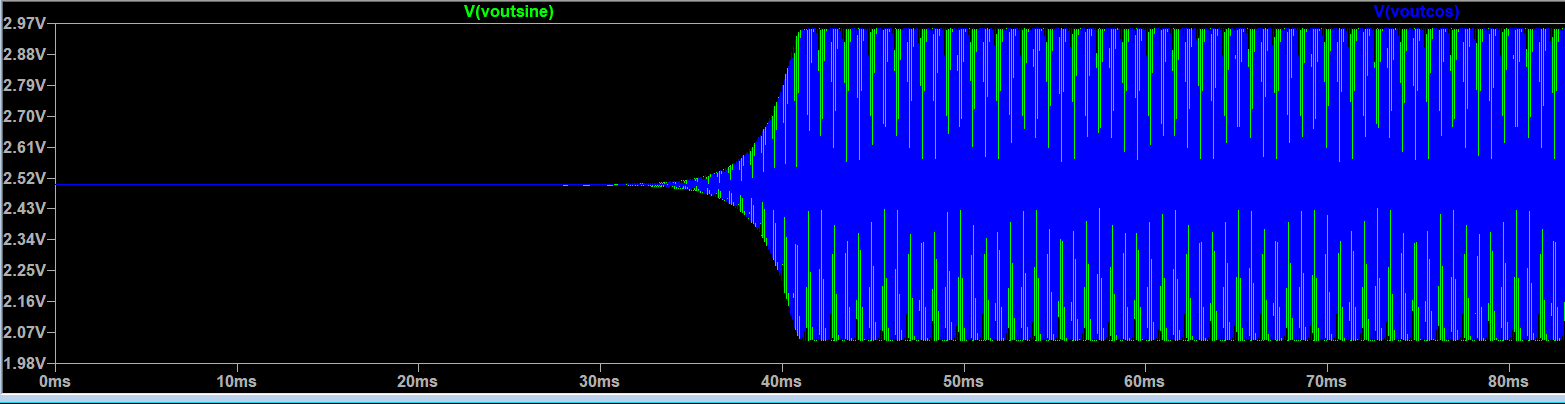 V(voutsine) V(voutcos)
2.97V
2.88V
2.79V
2.70V
2.61V
2.52V
2.43V
2.34V
2.25V
2.16V
2.07V
1.98V
0ms 10ms 20ms 30ms 40ms 50ms 60ms 70ms 80ms